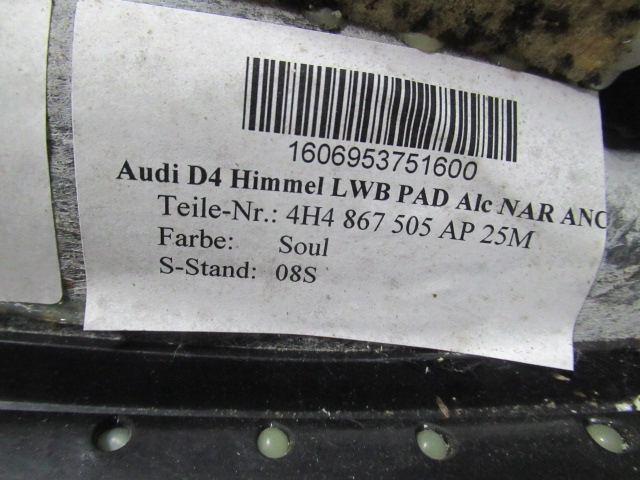 1606953751600
Audi D4 Himmel LWB PAD Alc NAR ANC
Teile-Nr.: 4H4 867 505 AP 25M
Farbe: Soul
S-Stand: 08S